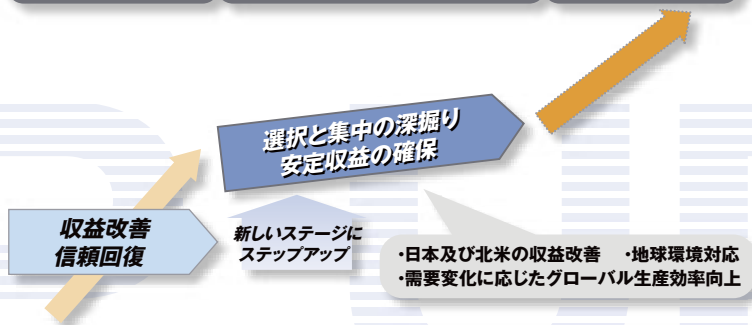 選択と集中の深掘り
安定収益の確保
収益改善
信頼回復
新しいステージに
ステップアップ
・日本及び北米の収益改善 ・地球環境対応
・需要変化に応じたグローバル生産効率向上